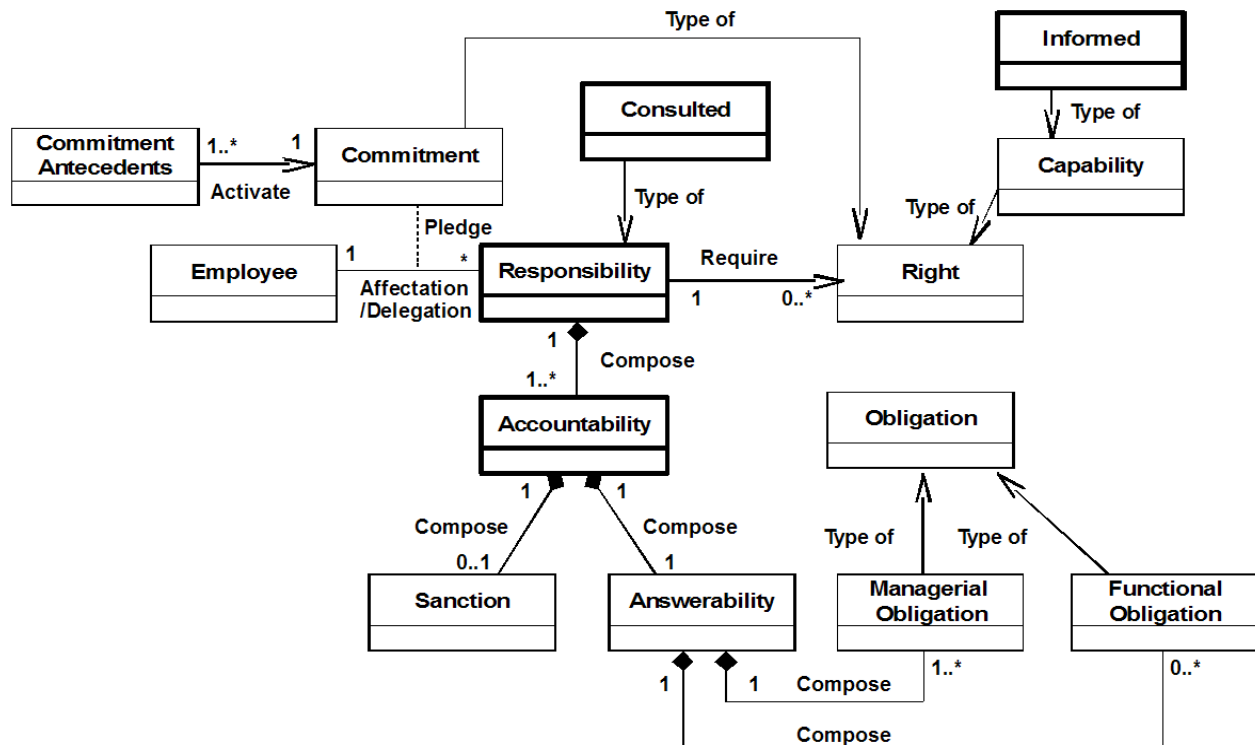 Type of
Informed
Consulted
Type of
Commitment
Antecedents
1..*
1
Commitment
Capability
Activate
Type of
Type of
Pledge
Employee
1
*
Responsibility
Require
Right
Affectation
/Delegation
1
0..*
1
Compose
1..*
Accountability
Obligation
1
1
Compose
Compose
Type of
Type of
0..1
1
Sanction
Answerability
Managerial
Obligation
Functional
Obligation
1
1
Compose
1..*
0..*
Compose